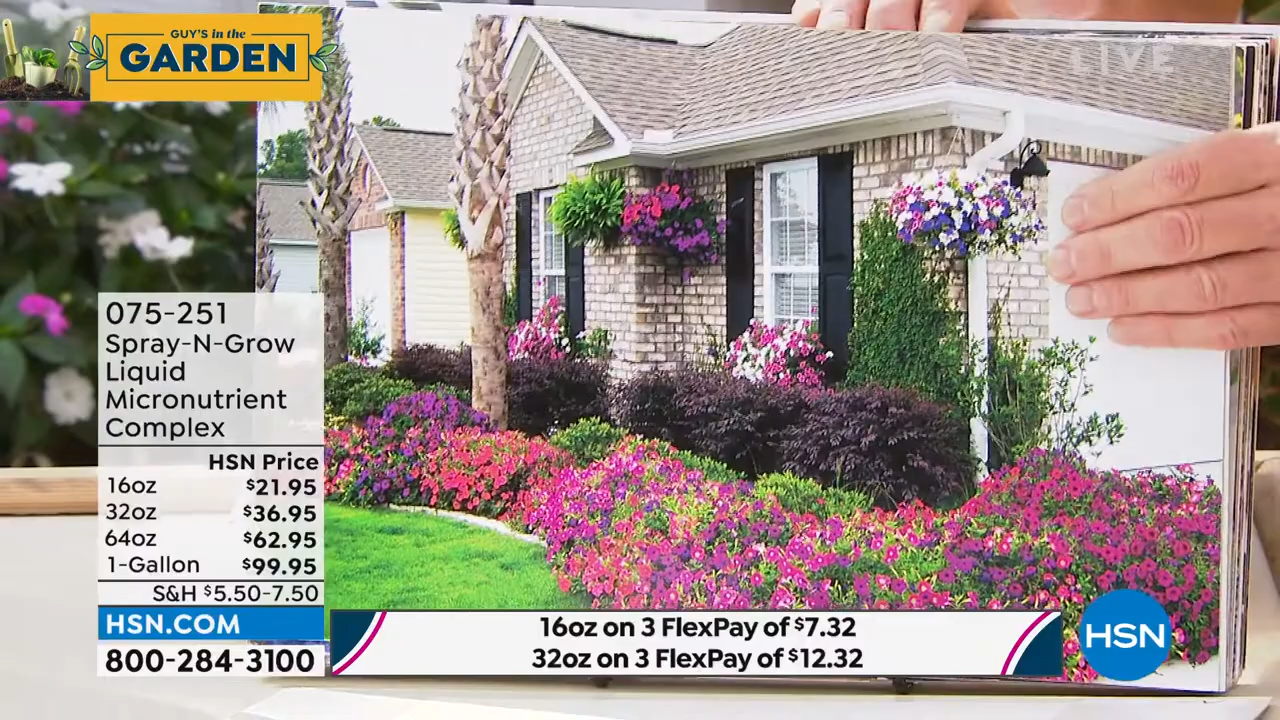 GUY'S in the
GARDEN
LIVE
075-251
Spray-N-Grow
Liquid
Micronutrient
Complex
HSN Price
16oz $21.95
32oz $36.95
64oz $62.95
1-Gallon $99.95
S&H $5.50-7.50
HSN.COM
800-284-3100
16oz on 3 FlexPay of $7.32
32oz on 3 FlexPay of $12.32
HSN